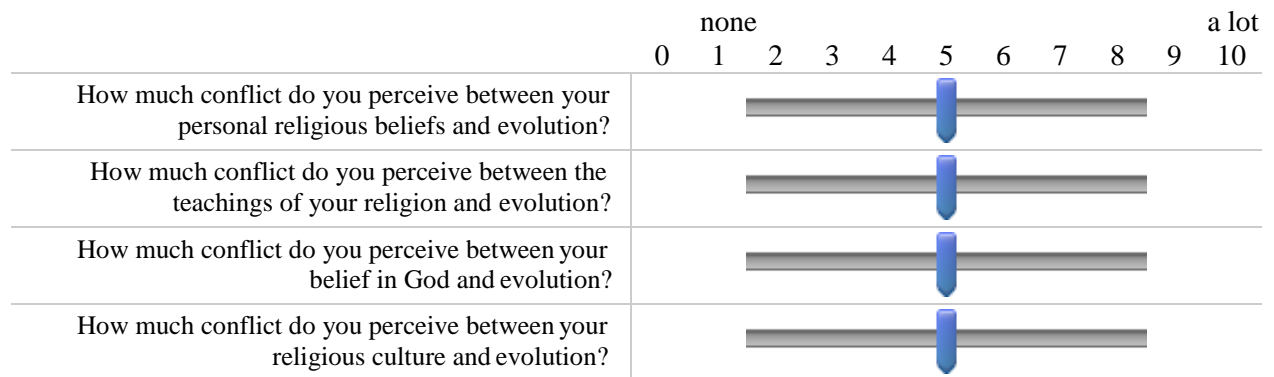 none a lot
0 1 2 3 4 5 6 7 8 9 10
How much conflict do you perceive between your
personal religious beliefs and evolution?
How much conflict do you perceive between the
teachings of your religion and evolution?
How much conflict do you perceive between your
belief in God and evolution?
How much conflict do you perceive between your
religious culture and evolution?